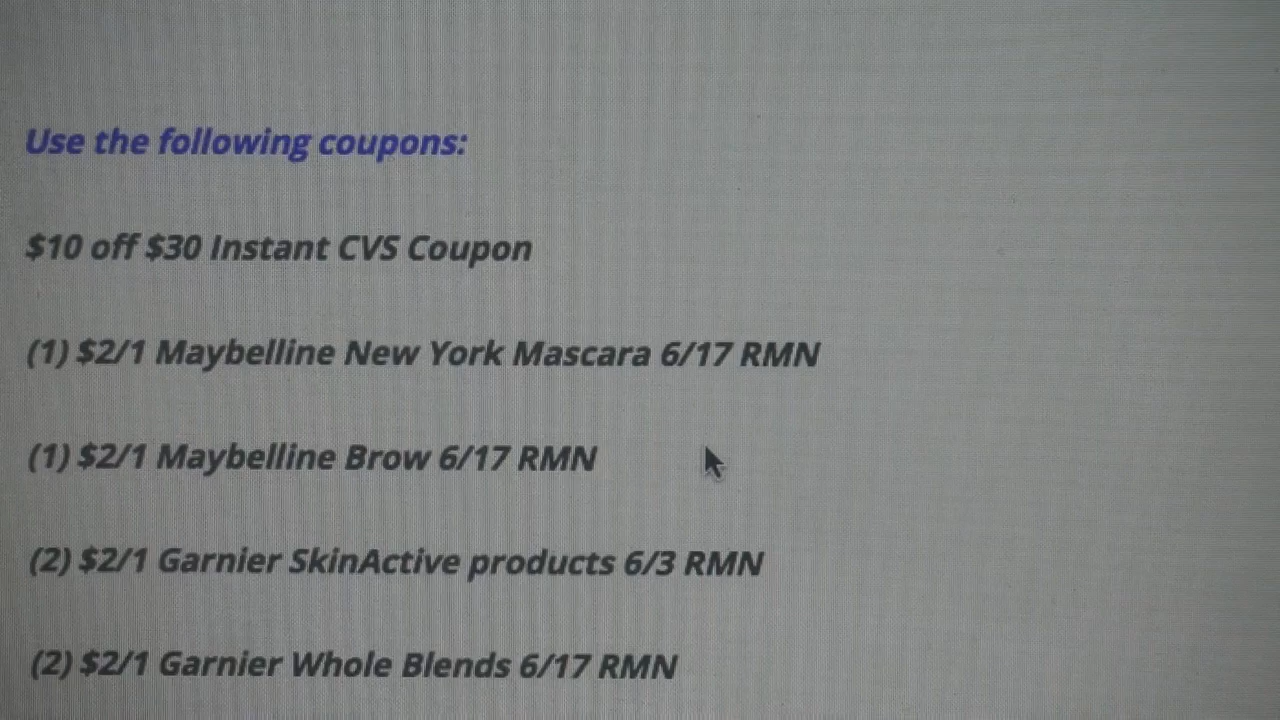 Use the following coupons:
$10 off $30 Instant CVS Coupon
(1) $2/1 Maybelline New York Mascara 6/17 RMN
(1) $2/1 Maybelline Brow 6/17 RMN
(2) $2/1 Garnier SkinActive products 6/3 RMN
(2) $2/1 Garnier Whole Blends 6/17 RMN